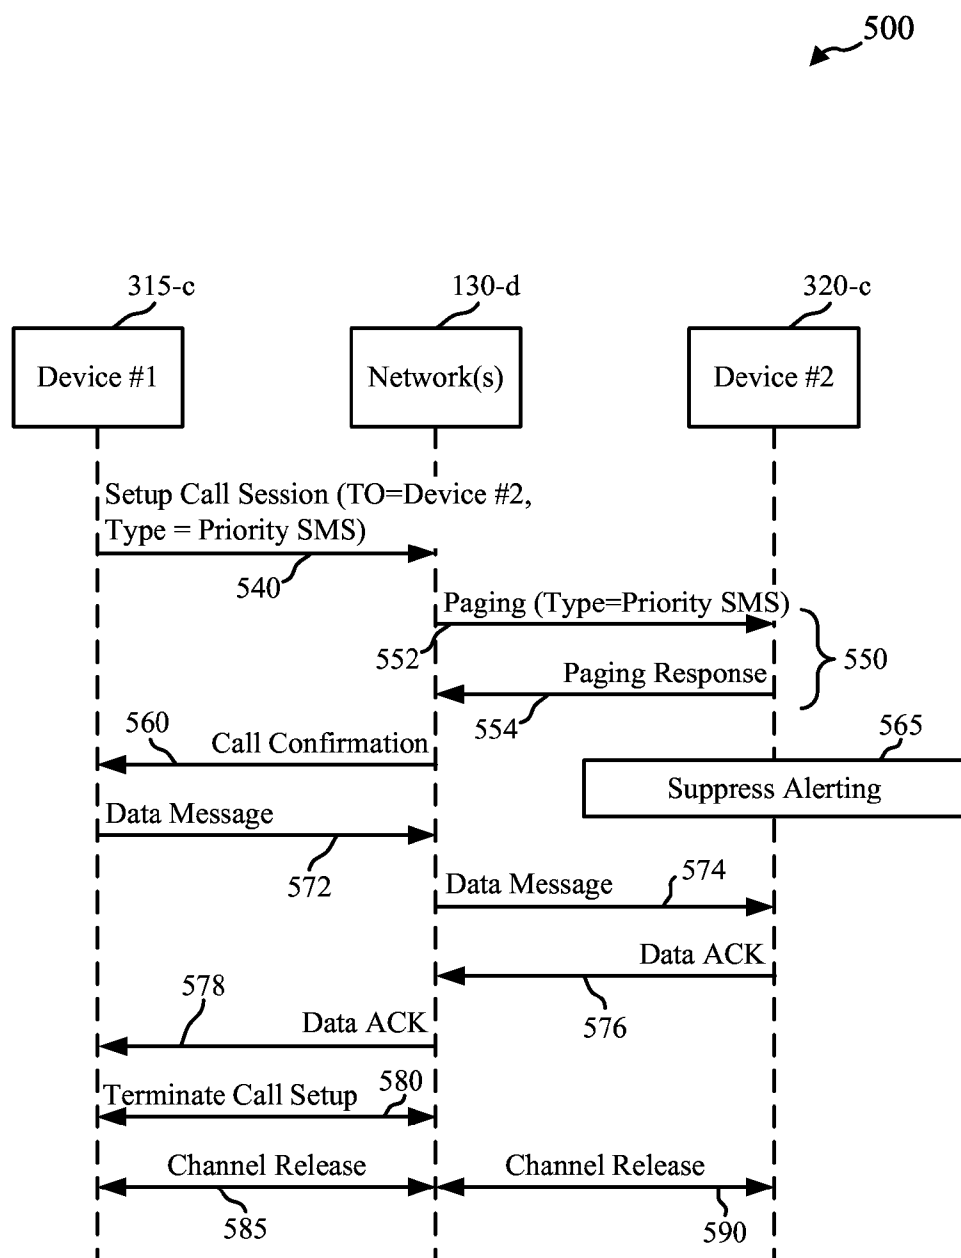 500
315-c
130-d
320-c
Device #1
Network(s)
Device #2
Setup Call Session (TO=Device #2,
Type = Priority SMS)
540
Paging (Type=Priority SMS)
552
550
Paging Response
554
560
Call Confirmation
565
Suppress Alerting
Data Message
572
Data Message
574
Data ACK
576
578
Data ACK
580
Terminate Call Setup
Channel Release
Channel Release
585
590